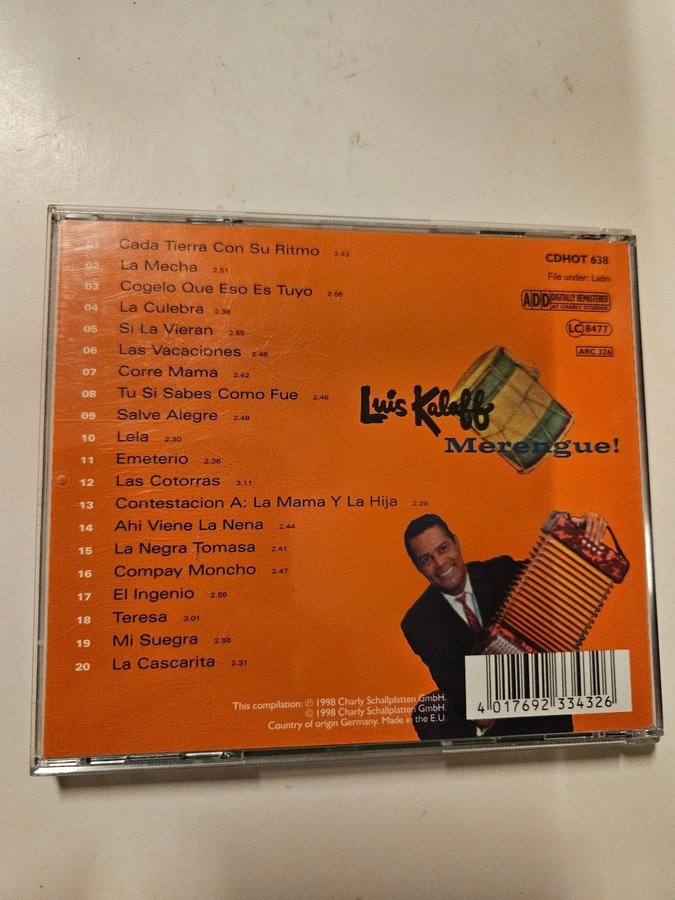 01 Cada Tierra Con Su Ritmo 2.43
02 La Mecha 2.51
03 Cogelo Que Eso Es Tuyo 2.56
04 La Culebra 2.38
05 Si La Vieran 2.55
06 Las Vacaciones 2.46
07 Corre Mama 2.42
08 Tu Si Sabes Como Fue 2.49
09 Salve Alegre 2.48
10 Lela 2.30
11 Emeterio 2.36
12 Las Cotorras 3.11
13 Contestacion A: La Mama Y La Hija 2.29
14 Ahi Viene La Nena 2.44
15 La Negra Tomasa 2.41
16 Compay Moncho 2.47
17 El Ingenio 2.55
18 Teresa 3.01
19 Mi Suegra 2.55
20 La Cascarita 2.31
CDHOT 638
File under: Latin
ADD DIGITALLY REMASTERED
AT CHARLY STUDIOS
LC 8477
ARC 326
Luis Kalaff
Merengue!
This compilation: ℗ 1998 Charly Schallplatten GmbH.
© 1998 Charly Schallplatten GmbH.
Country of origin Germany. Made in the E.U.
4 017692 334326